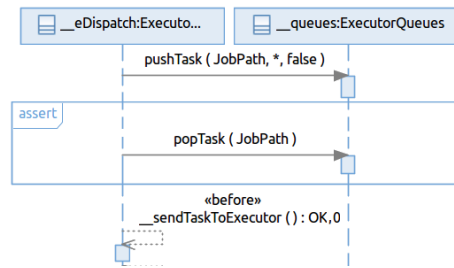 __eDispatch:Executo... __queues:ExecutorQueues
pushTask ( JobPath, *, false )
assert
popTask ( JobPath )
«before»
__sendTaskToExecutor ( ) : OK,0